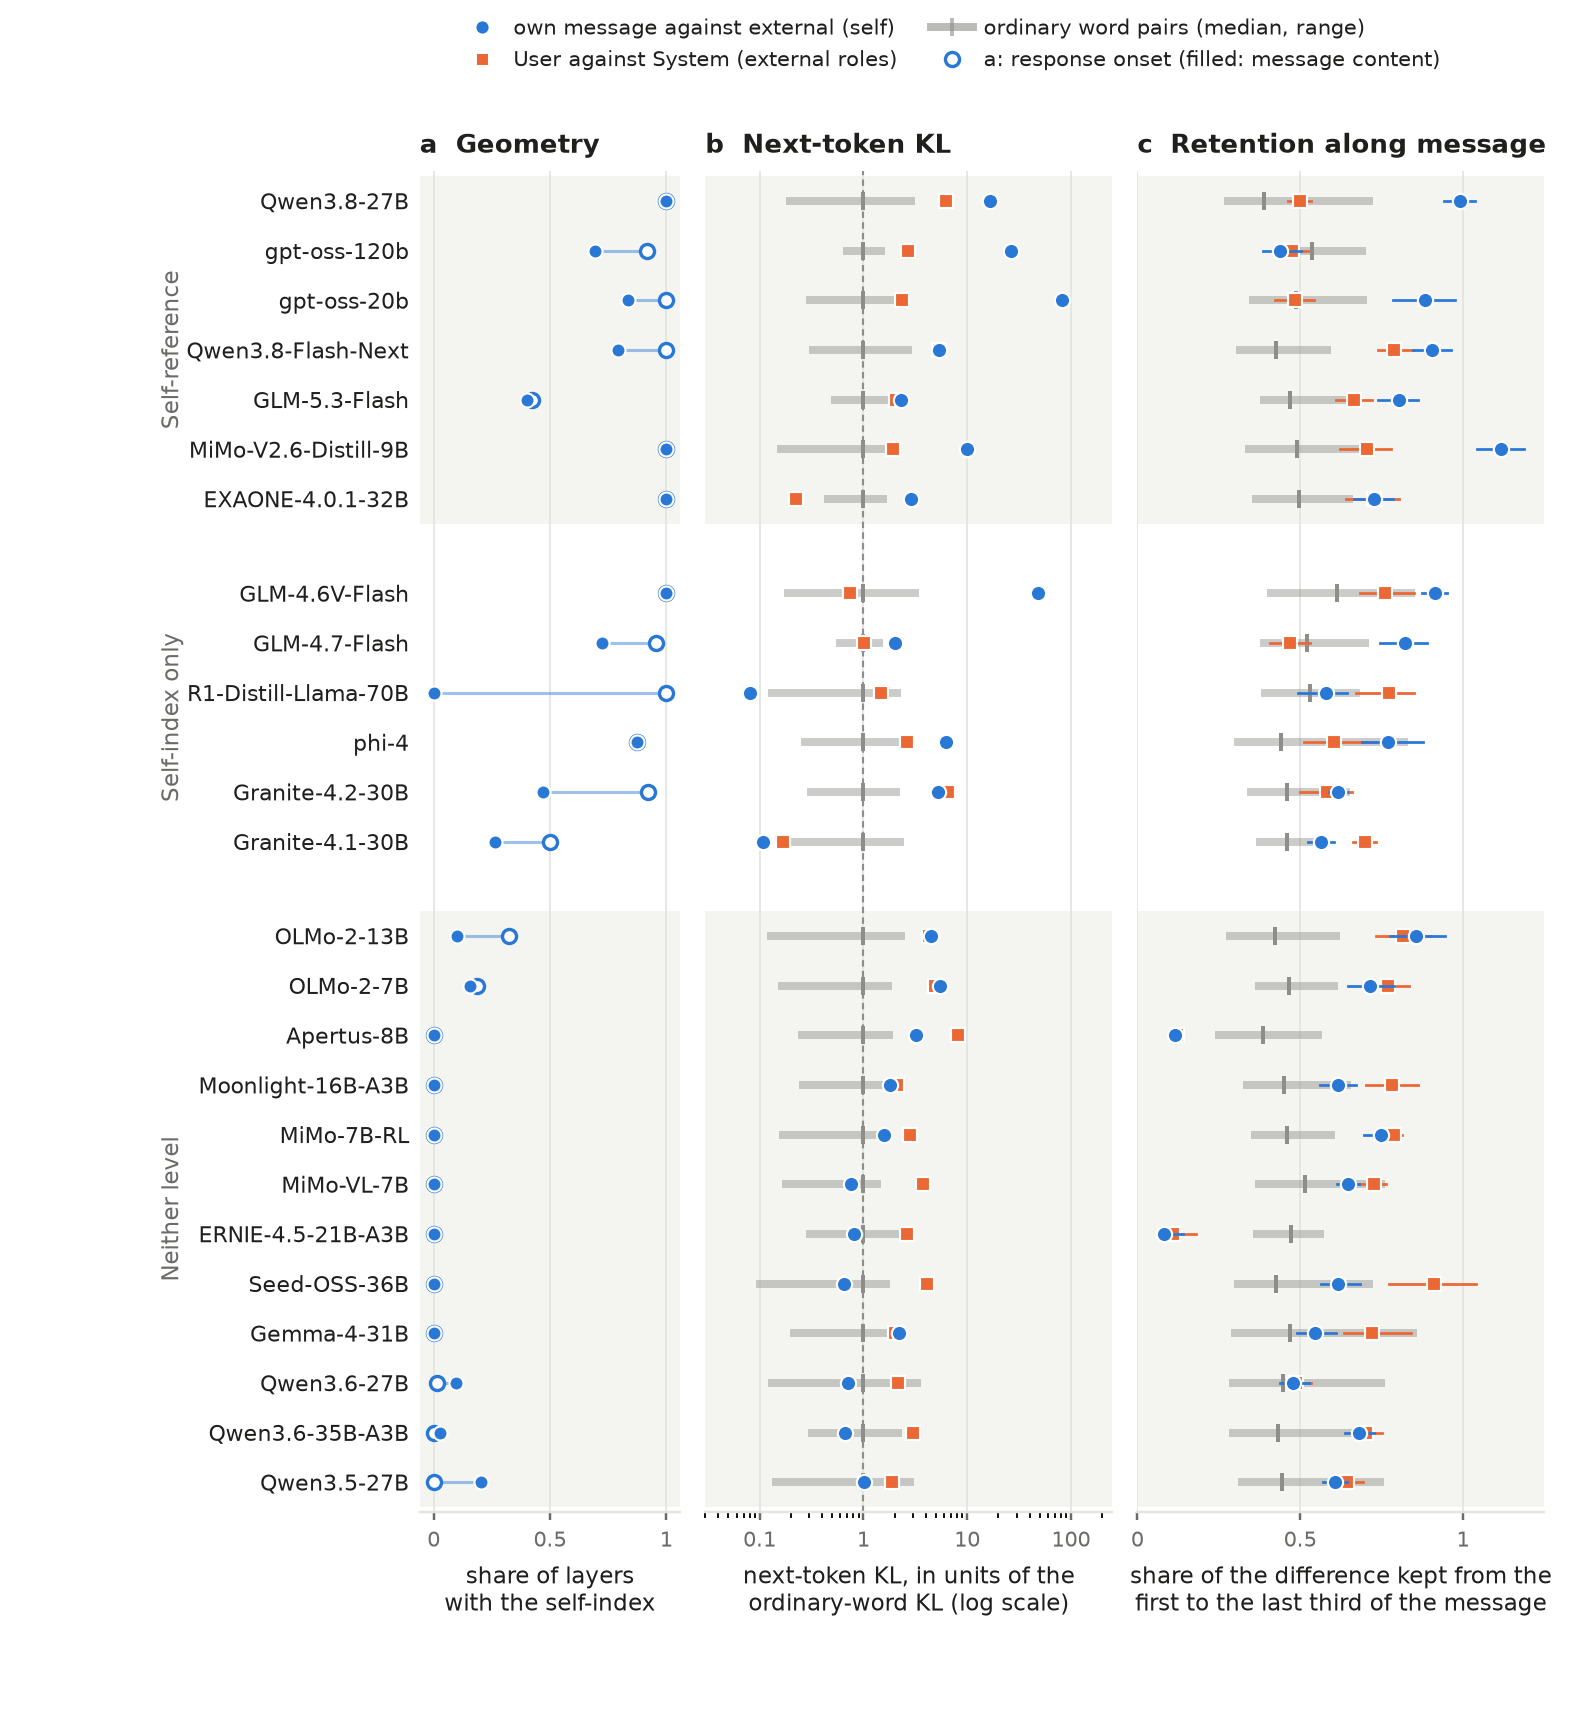 own message against external (self)
ordinary word pairs (median, range)
User against System (external roles)
a: response onset (filled: message content)
a Geometry
b Next-token KL
c Retention along message
Self-reference
Qwen3.8-27B
gpt-oss-120b
gpt-oss-20b
Qwen3.8-Flash-Next
GLM-5.3-Flash
MiMo-V2.6-Distill-9B
EXAONE-4.0.1-32B
Self-index only
GLM-4.6V-Flash
GLM-4.7-Flash
R1-Distill-Llama-70B
phi-4
Granite-4.2-30B
Granite-4.1-30B
Neither level
OLMo-2-13B
OLMo-2-7B
Apertus-8B
Moonlight-16B-A3B
MiMo-7B-RL
MiMo-VL-7B
ERNIE-4.5-21B-A3B
Seed-OSS-36B
Gemma-4-31B
Qwen3.6-27B
Qwen3.6-35B-A3B
Qwen3.5-27B
0 0.5 1
0.1 1 10 100
0 0.5 1
share of layers
with the self-index
next-token KL, in units of the
ordinary-word KL (log scale)
share of the difference kept from the
first to the last third of the message